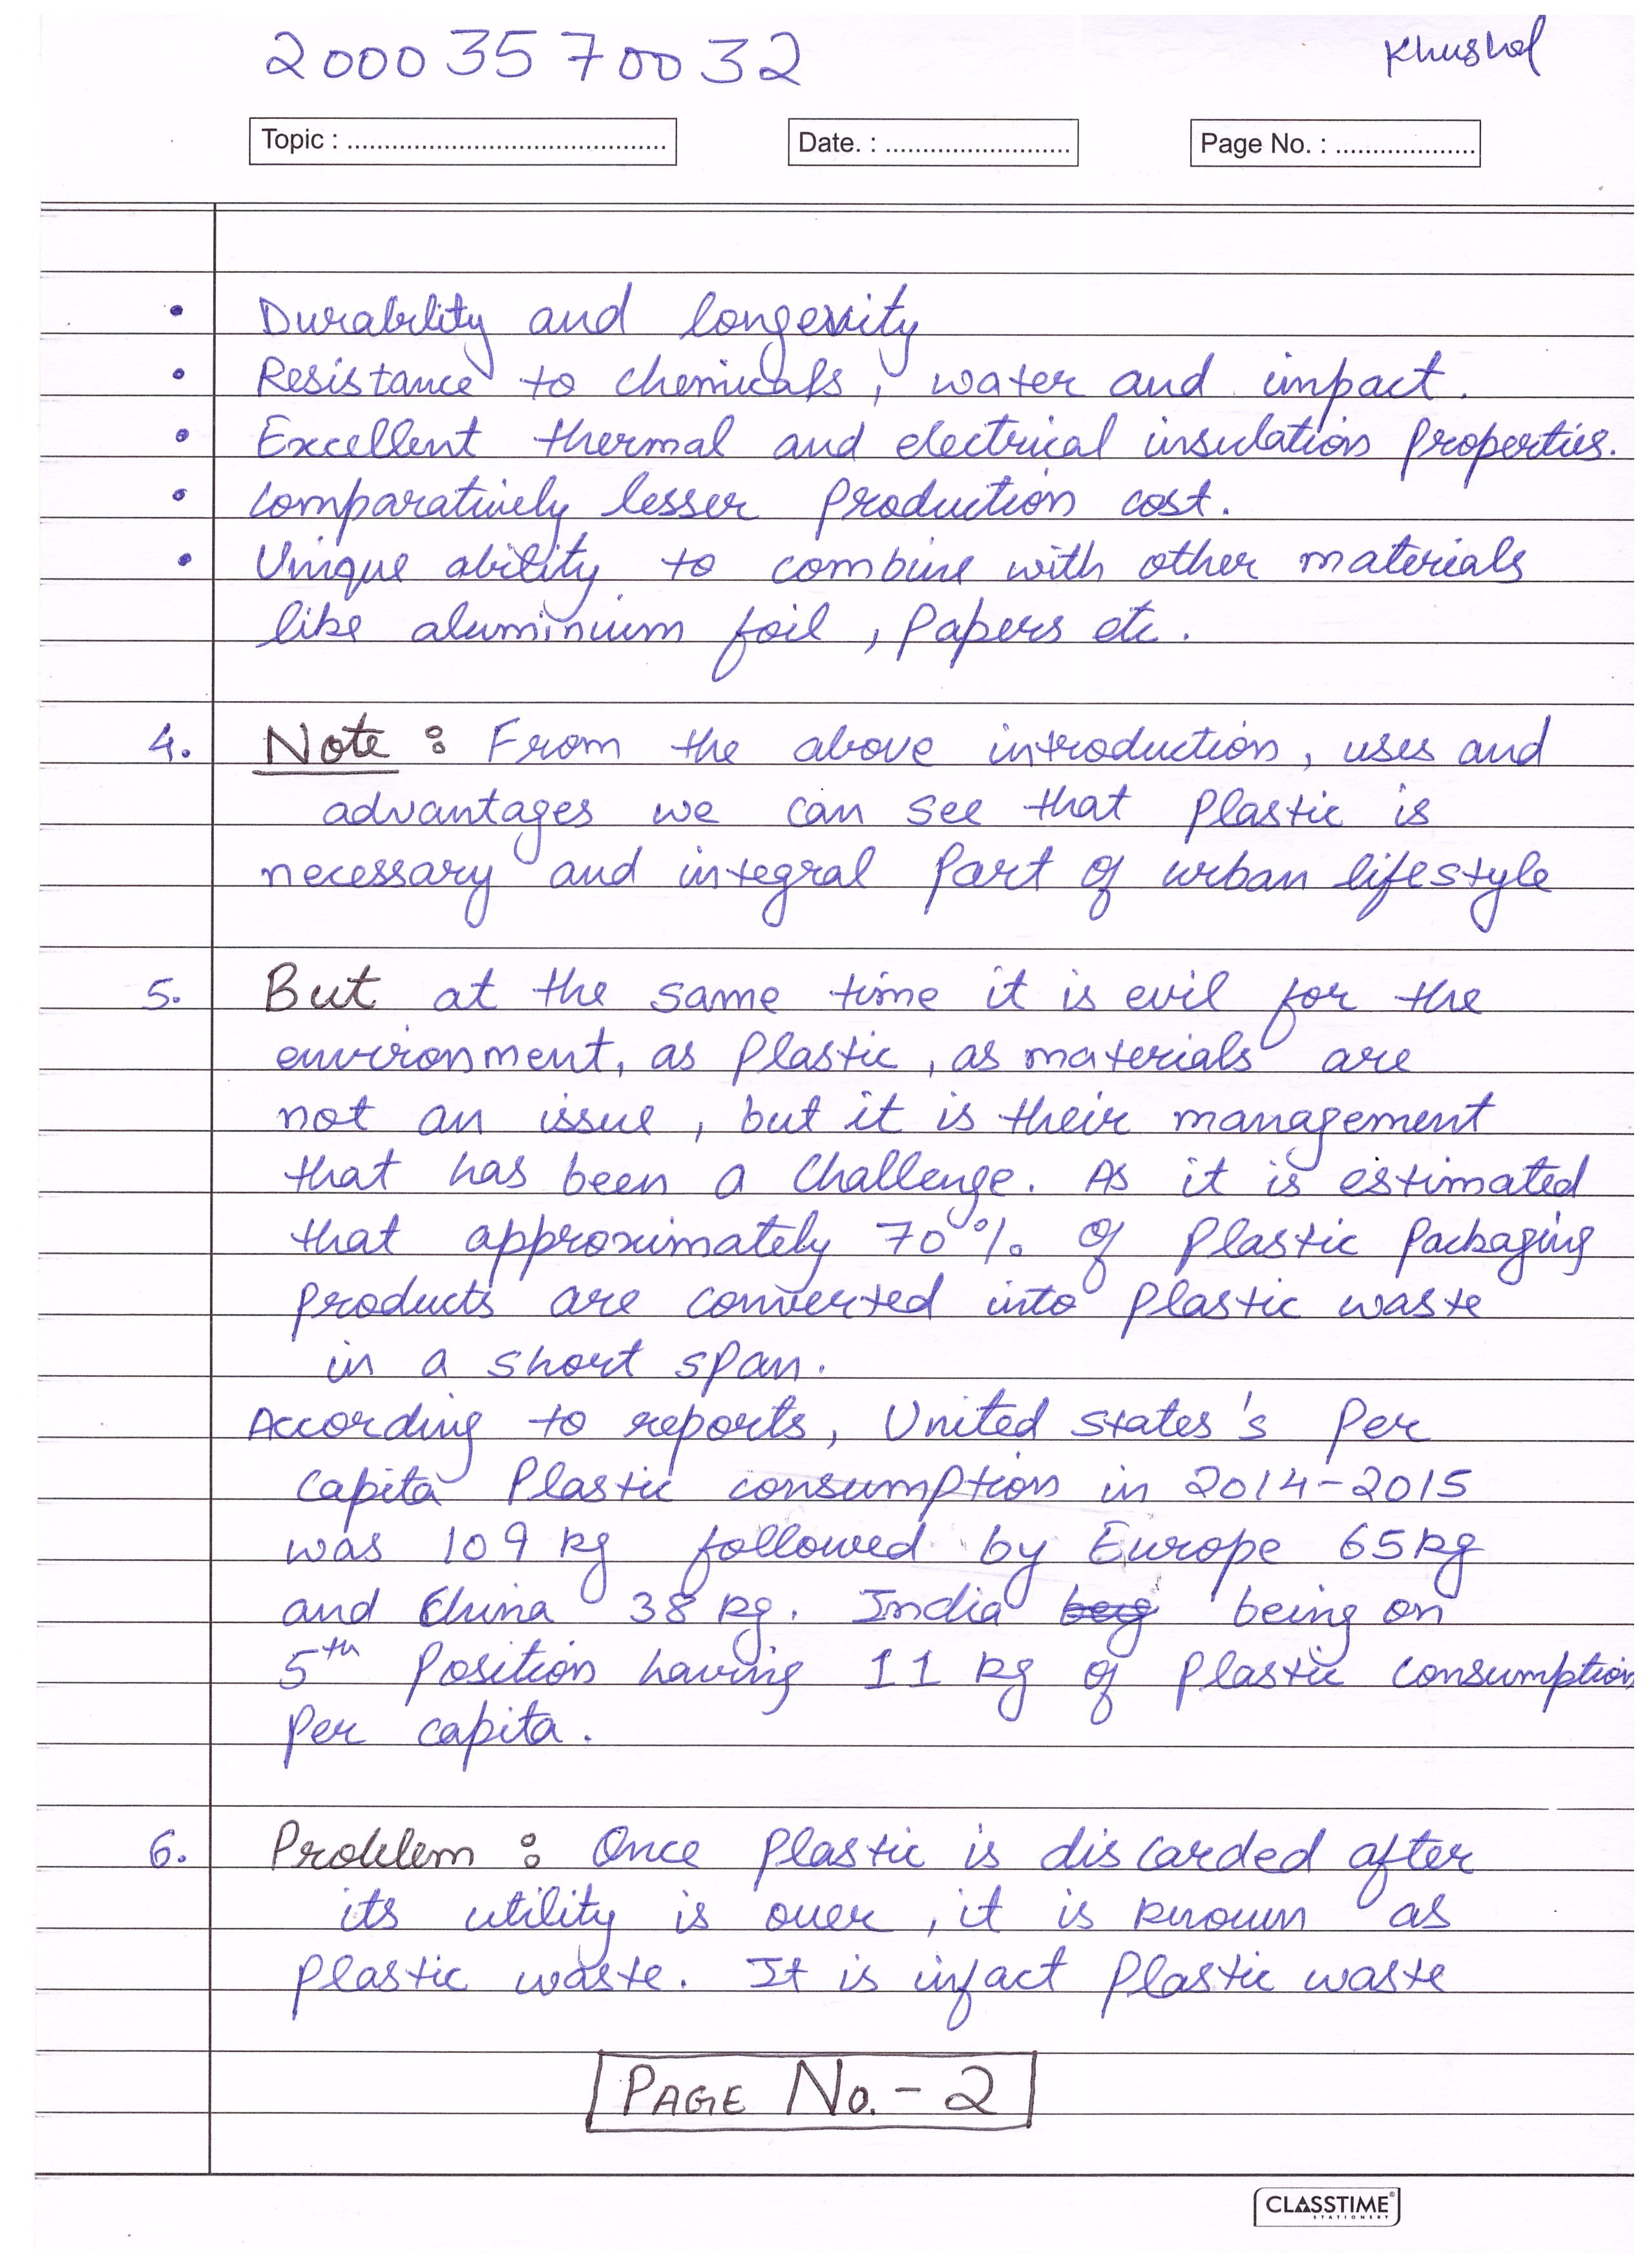 20003570032
Khushal
Topic : ..........................................
Date. : .........................
Page No. : ...................
• Durability and longevity
• Resistance to chemicals, water and impact.
• Excellent thermal and electrical insulation Properties.
• Comparatively lesser Production cost.
• Unique ability to combine with other materials
like aluminium foil, Papers etc.
4. Note : From the above introduction, uses and
advantages we can see that Plastic is
necessary and integral Part of urban lifestyle
5. But at the same time it is evil for the
environment, as Plastic, as materials are
not an issue, but it is their management
that has been a Challenge. As it is estimated
that approximately 70% of Plastic Packaging
Products are converted into Plastic waste
in a short span.
According to reports, United States's Per
Capita Plastic consumption in 2014-2015
was 109 kg followed by Europe 65 kg
and China 38 kg. India being on
5th Position having 11 kg of Plastic Consumption
Per capita.
6. Problem : Once Plastic is discarded after
its utility is over, it is known as
Plastic waste. It is infact Plastic waste
PAGE No. - 2
CLASSTIME®
STATIONERY